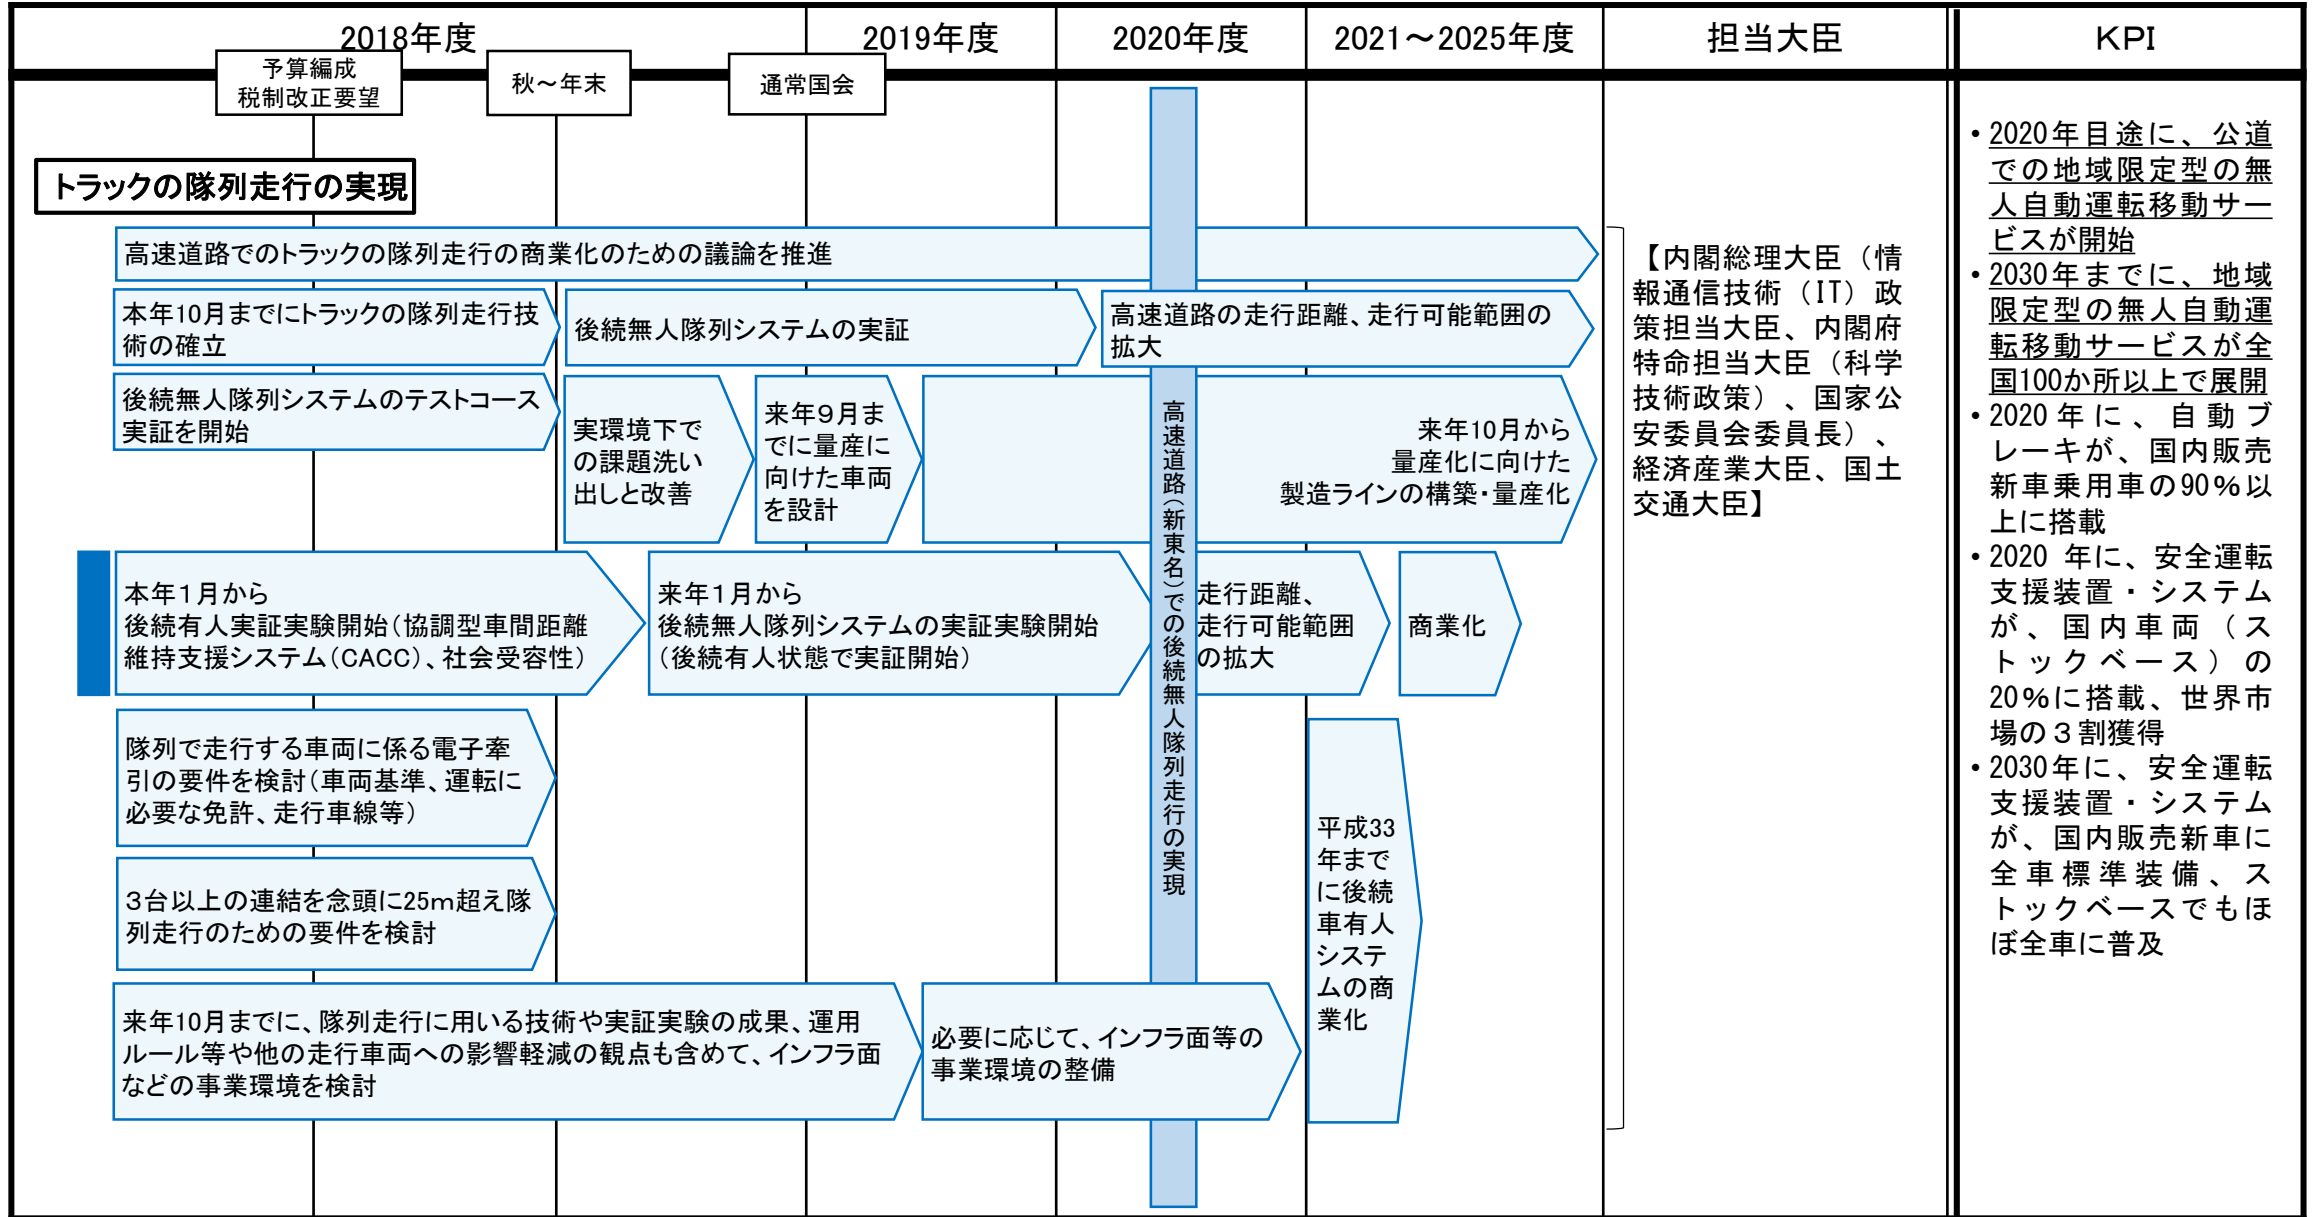 2018年度
2019年度
2020年度
2021～2025年度
担当大臣
KPI
予算編成
税制改正要望
秋～年末
通常国会
トラックの隊列走行の実現
高速道路でのトラックの隊列走行の商業化のための議論を推進
本年10月までにトラックの隊列走行技
術の確立
後続無人隊列システムの実証
高速道路の走行距離、走行可能範囲の
拡大
後続無人隊列システムのテストコース
実証を開始
実環境下で
の課題洗い
出しと改善
来年９月ま
でに量産に
向けた車両
を設計
来年10月から
量産化に向けた
製造ラインの構築・量産化
高速道路（新東名）での後続無人隊列走行の実現
本年１月から
後続有人実証実験開始（協調型車間距離
維持支援システム（CACC）、社会受容性）
来年１月から
後続無人隊列システムの実証実験開始
（後続有人状態で実証開始）
走行距離、
走行可能範囲
の拡大
商業化
隊列で走行する車両に係る電子牽
引の要件を検討（車両基準、運転に
必要な免許、走行車線等）
３台以上の連結を念頭に25ｍ超え隊
列走行のための要件を検討
平成33
年まで
に後続
車有人
システ
ムの商
業化
来年10月までに、隊列走行に用いる技術や実証実験の成果、運用
ルール等や他の走行車両への影響軽減の観点も含めて、インフラ面
などの事業環境を検討
必要に応じて、インフラ面等の
事業環境の整備
【内閣総理大臣（情
報通信技術（IT）政
策担当大臣、内閣府
特命担当大臣（科学
技術政策）、国家公
安委員会委員長）、
経済産業大臣、国土
交通大臣】
・2020年目途に、公道
での地域限定型の無
人自動運転移動サー
ビスが開始
・2030年までに、地域
限定型の無人自動運
転移動サービスが全
国100か所以上で展開
・2020年に、自動ブ
レーキが、国内販売
新車乗用車の90％以
上に搭載
・2020 年に、安全運転
支援装置・システム
が、国内車両（ス
トックベース）の
20％に搭載、世界市
場の３割獲得
・2030年に、安全運転
支援装置・システム
が、国内販売新車に
全車標準装備、ス
トックベースでもほ
ぼ全車に普及